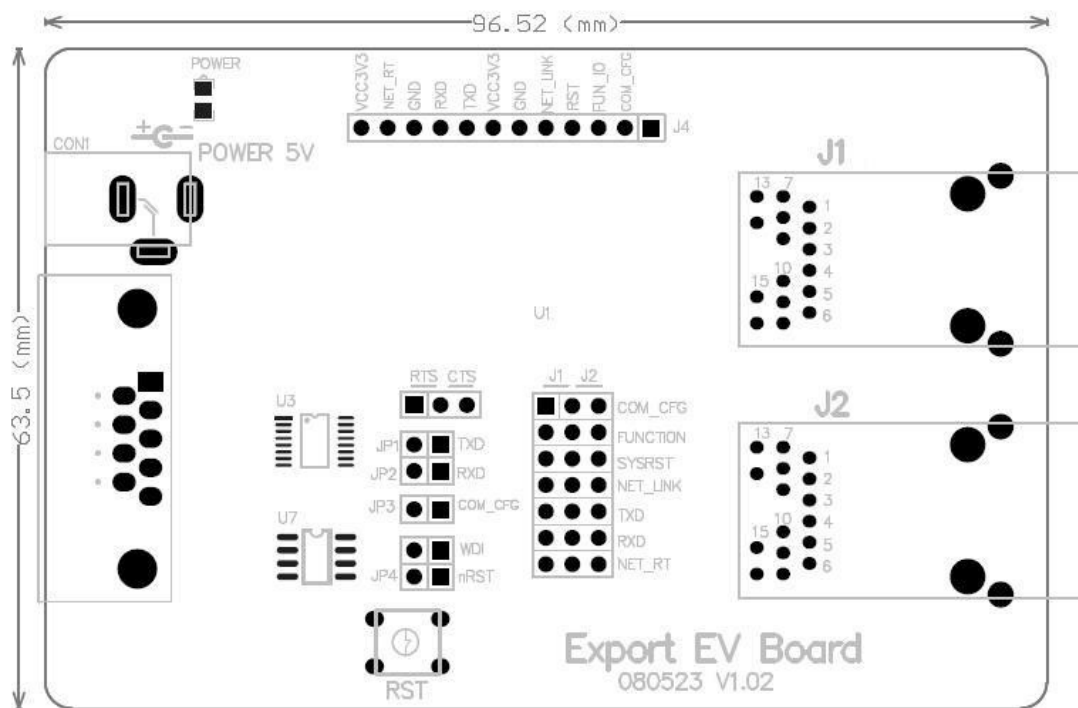 96.52 (mm)
63.5 (mm)
POWER
VCC3V3
NET_RT
GND
RXD
TXD
VCC3V3
GND
NET_LINK
RST
FUN_IO
COM_CFG
J4
+ −
CON1
POWER 5V
J1
13 7
1
2
3
4
15 10
5
6
U1
RTS CTS
J1 J2
U3
COM_CFG
JP1 TXD
FUNCTION
JP2 RXD
SYSRST
NET_LINK
JP3 COM_CFG
TXD
U7
WDI
RXD
JP4 nRST
NET_RT
J2
13 7
1
2
3
4
15 10
5
6
RST
Export EV Board
080523 V1.02